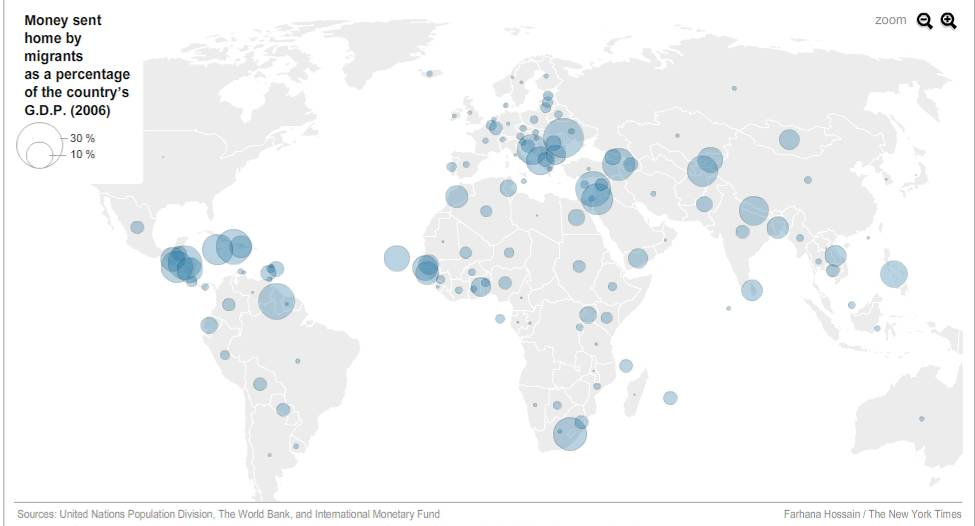 Money sent
home by
migrants
as a percentage
of the country's
G.D.P. (2006)
30 %
10 %
zoom
Sources: United Nations Population Division, The World Bank, and International Monetary Fund
Farhana Hossain / The New York Times